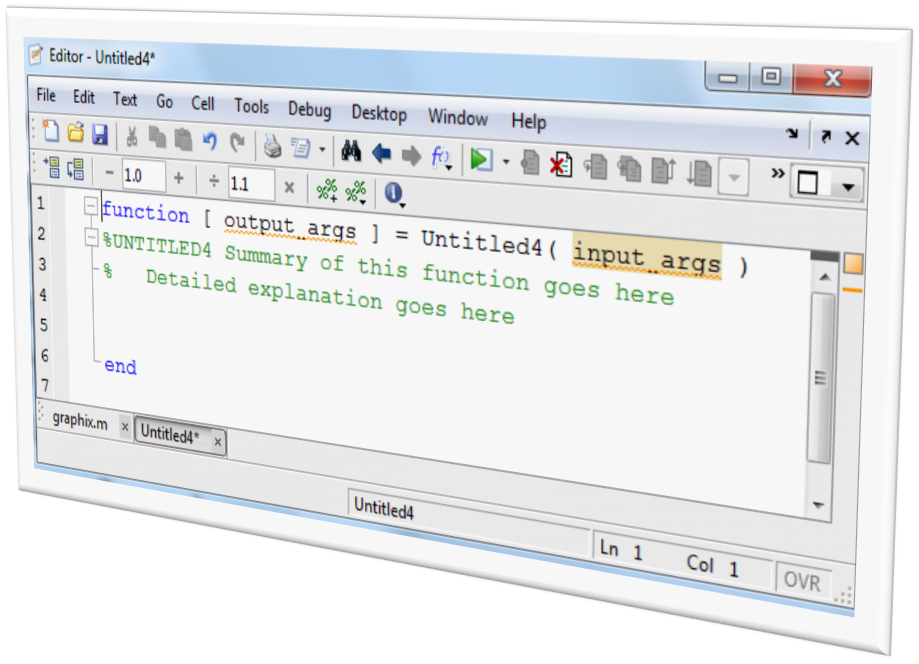 Editor - Untitled4*
File Edit Text Go Cell Tools Debug Desktop Window Help
1.0 1.1
1 function [ output_args ] = Untitled4( input_args )
2 %UNTITLED4 Summary of this function goes here
3 % Detailed explanation goes here
4
5
6 end
7
graphix.m Untitled4*
Untitled4
Ln 1 Col 1 OVR